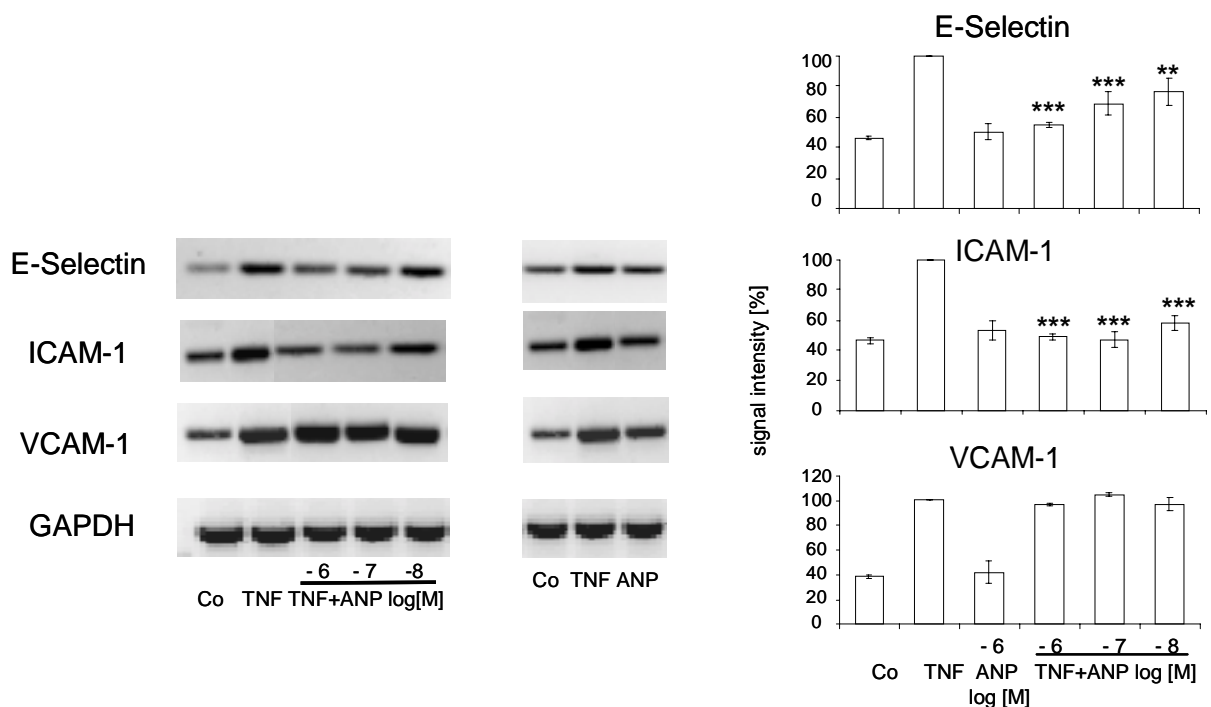 E-Selectin
ICAM-1
VCAM-1
GAPDH
- 6 - 7 -8
Co TNF TNF+ANP log[M]
Co TNF ANP
E-Selectin
100
80
60
40
20
0
*** *** **
ICAM-1
100
80
60
40
20
0
*** *** ***
signal intensity [%]
VCAM-1
120
100
80
60
40
20
0
- 6 - 6 - 7 - 8
Co TNF ANP TNF+ANP log [M]
log [M]